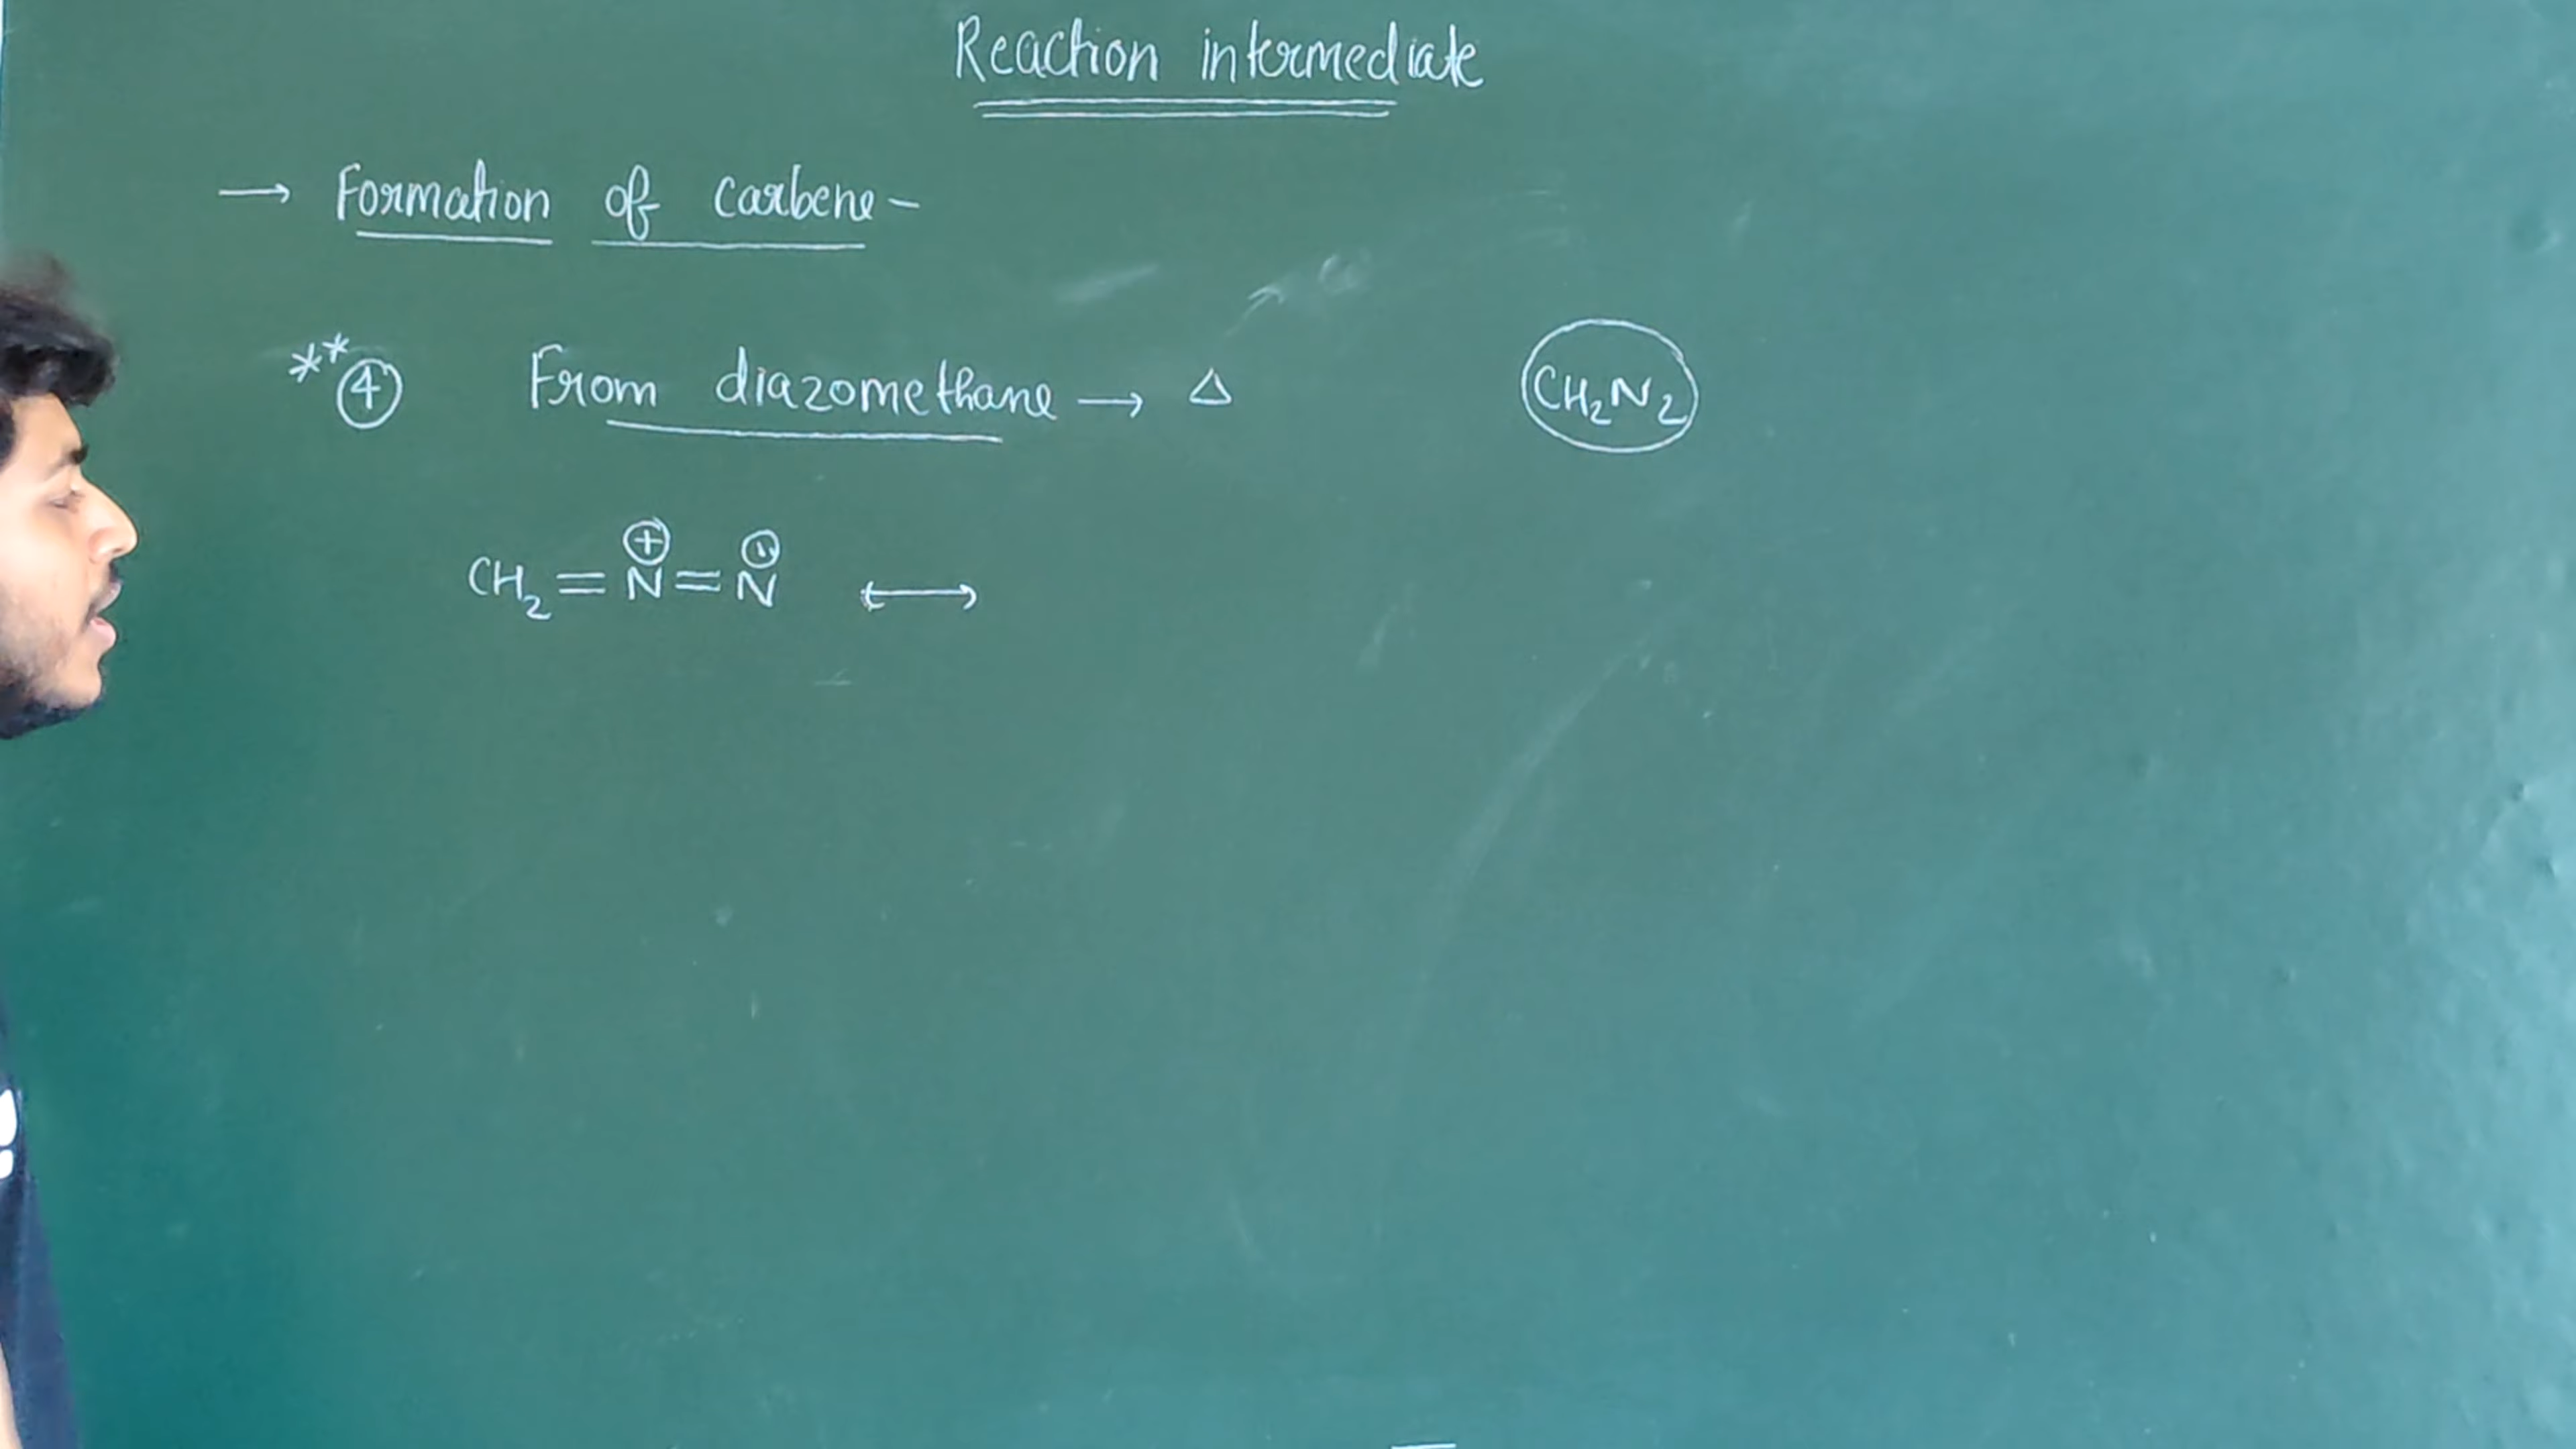 Reaction intermediate
→ Formation of carbene –
** ④ From diazomethane → Δ CH₂N₂
CH₂ = N⊕ = N⊖ ↔